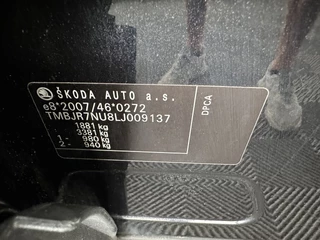 ŠKODA AUTO a.s.
e8*2007/46*0272
TMBJR7NU8LJ009137
1881 kg
3381 kg
1- 980 kg
2- 940 kg
DPCA